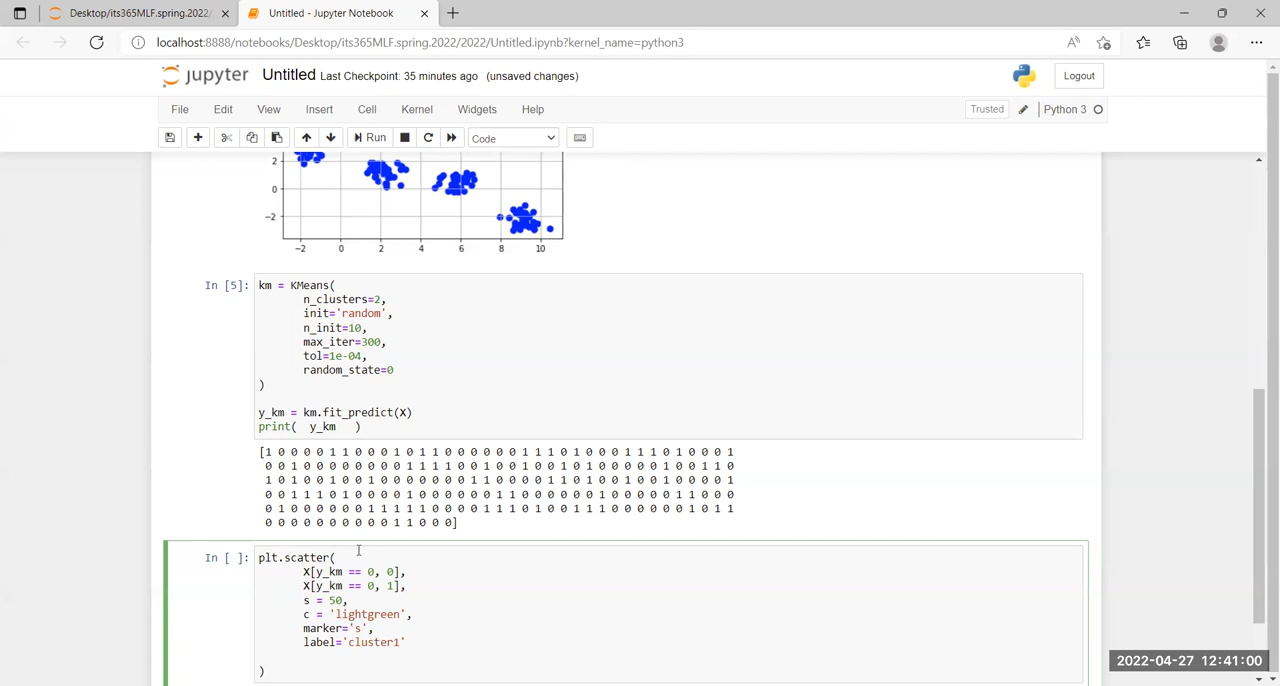 Desktop/its365MLF.spring.2022/
Untitled - Jupyter Notebook
localhost:8888/notebooks/Desktop/its365MLF.spring.2022/2022/Untitled.ipynb?kernel_name=python3
jupyter Untitled Last Checkpoint: 35 minutes ago (unsaved changes)
Logout
File Edit View Insert Cell Kernel Widgets Help
Trusted Python 3
Run Code
2
0
−2
−2 0 2 4 6 8 10
In [5]: km = KMeans(
n_clusters=2,
init='random',
n_init=10,
max_iter=300,
tol=1e-04,
random_state=0
)
y_km = km.fit_predict(X)
print(  y_km   )
[1 0 0 0 0 1 1 0 0 0 1 0 1 1 0 0 0 0 0 0 1 1 1 0 1 0 0 0 1 1 1 0 1 0 0 0 1
0 0 1 0 0 0 0 0 0 1 1 1 1 0 0 1 0 0 1 0 0 1 0 1 0 0 0 0 0 1 0 0 1 1 0
1 0 1 0 0 1 0 0 1 0 0 0 0 0 0 0 1 1 0 0 0 0 1 0 1 0 0 1 0 0 1 0 0 0 0 1
0 0 1 1 1 0 1 0 0 0 0 1 0 0 0 0 0 0 1 1 0 0 0 0 0 0 1 0 0 0 0 0 1 1 0 0 0
0 1 0 0 0 0 0 0 1 1 1 1 1 0 0 0 0 1 1 1 0 1 0 0 1 1 1 0 0 0 0 0 0 1 0 1 1
0 0 0 0 0 0 0 0 0 0 1 1 0 0 0]
In [ ]: plt.scatter(
X[y_km == 0, 0],
X[y_km == 0, 1],
s = 50,
c = 'lightgreen',
marker='s',
label='cluster1'
)
2022-04-27 12:41:00